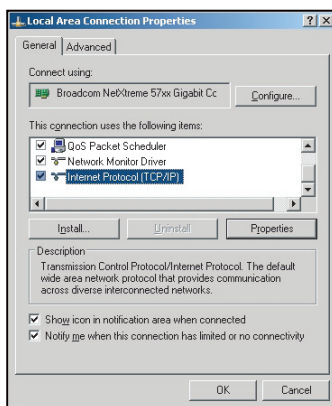 Local Area Connection Properties
General Advanced
Connect using:
Broadcom NetXtreme 57xx Gigabit Cc
Configure...
This connection uses the following items:
QoS Packet Scheduler
Network Monitor Driver
Internet Protocol (TCP/IP)
Install... Uninstall Properties
Description
Transmission Control Protocol/Internet Protocol. The default
wide area network protocol that provides communication
across diverse interconnected networks.
Show icon in notification area when connected
Notify me when this connection has limited or no connectivity
OK Cancel